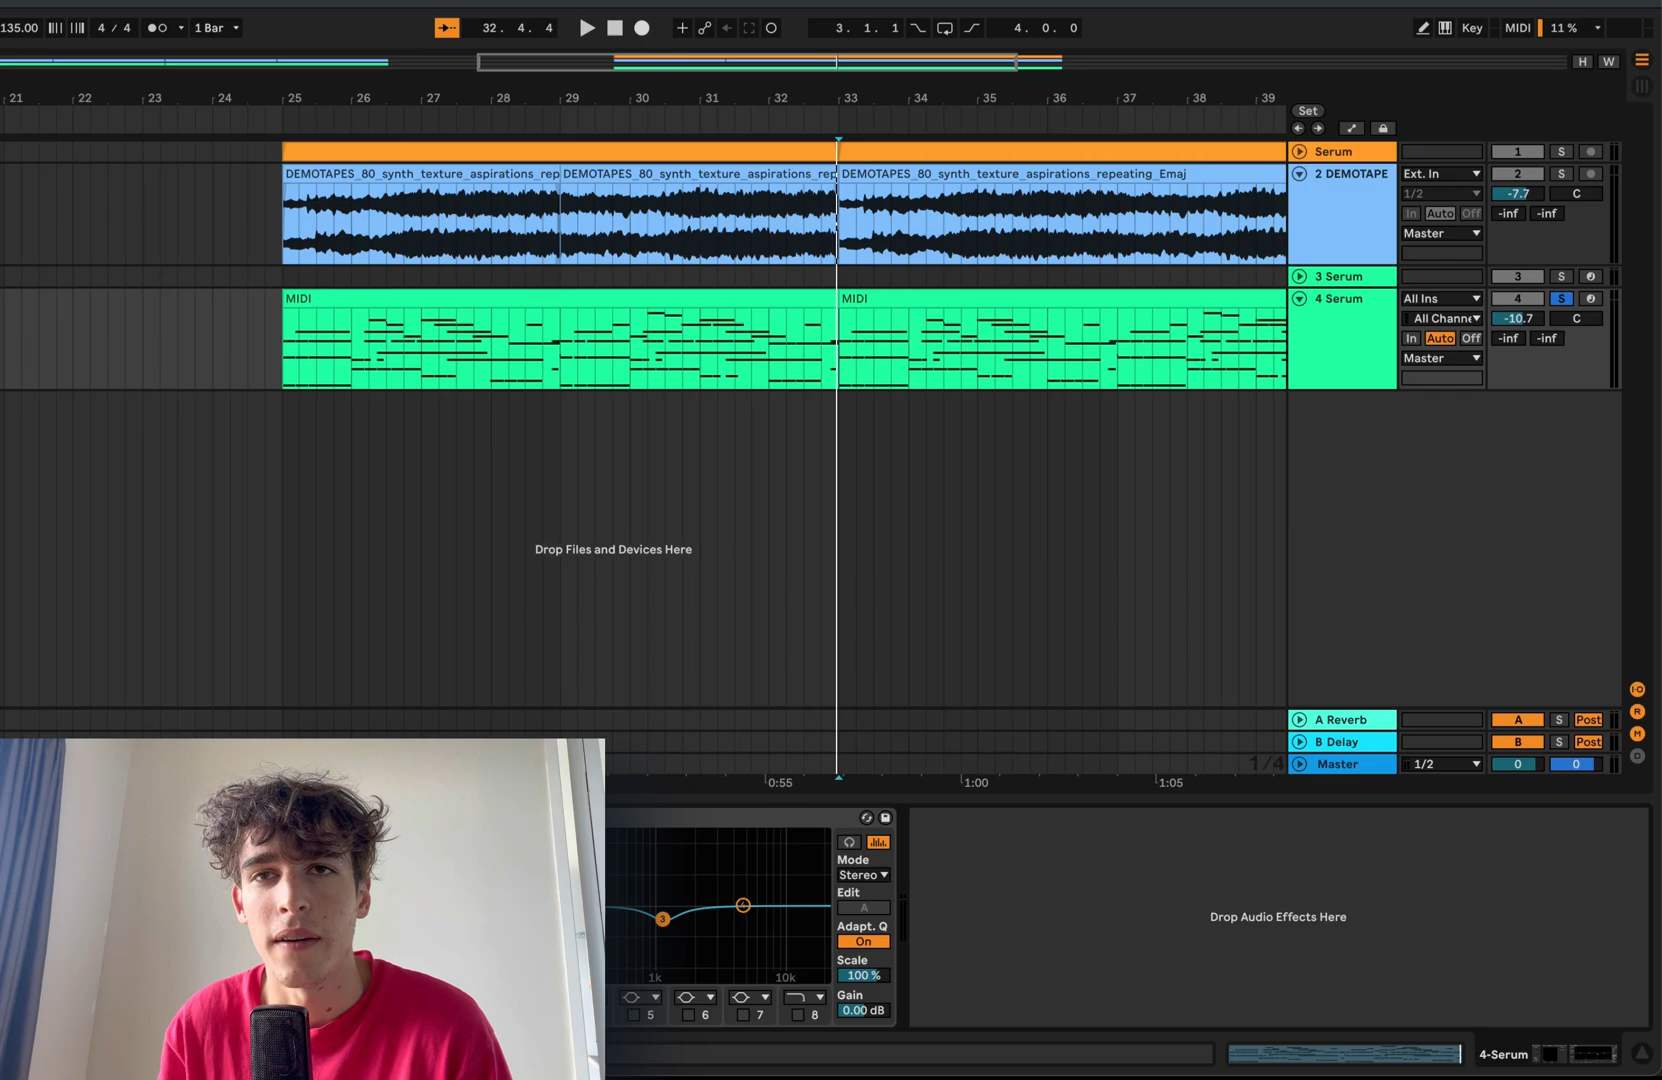 135.00 4 / 4 1 Bar 32. 4. 4 3. 1. 1 4. 0. 0 Key MIDI 11 %
H W
21 22 23 24 25 26 27 28 29 30 31 32 33 34 35 36 37 38 39
Set
Serum 1 S
DEMOTAPES_80_synth_texture_aspirations_rep DEMOTAPES_80_synth_texture_aspirations_rep DEMOTAPES_80_synth_texture_aspirations_repeating_Emaj 2 DEMOTAPE Ext. In 2 S
1/2 -7.7 C
In Auto Off -inf -inf
Master
3 Serum 3 S
MIDI MIDI 4 Serum All Ins 4 S
All Channe -10.7 C
In Auto Off -inf -inf
Master
Drop Files and Devices Here
A Reverb A S Post
B Delay B S Post
1/4 Master 1/2 0 0
0:55 1:00 1:05
Mode
Stereo
Edit
A
Adapt. Q
On
Scale
100 %
Gain
0.00 dB
3 4
1k 10k
5 6 7 8
Drop Audio Effects Here
4-Serum
I·O
R
M
D